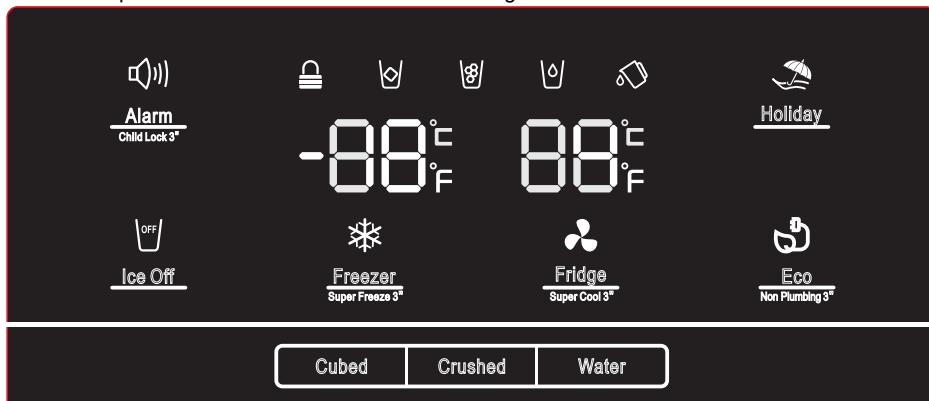 Alarm
Child Lock 3"
Holiday
-88 °C °F
88 °C °F
OFF
Ice Off
Freezer
Super Freeze 3"
Fridge
Super Cool 3"
Eco
Non Plumbing 3"
Cubed
Crushed
Water